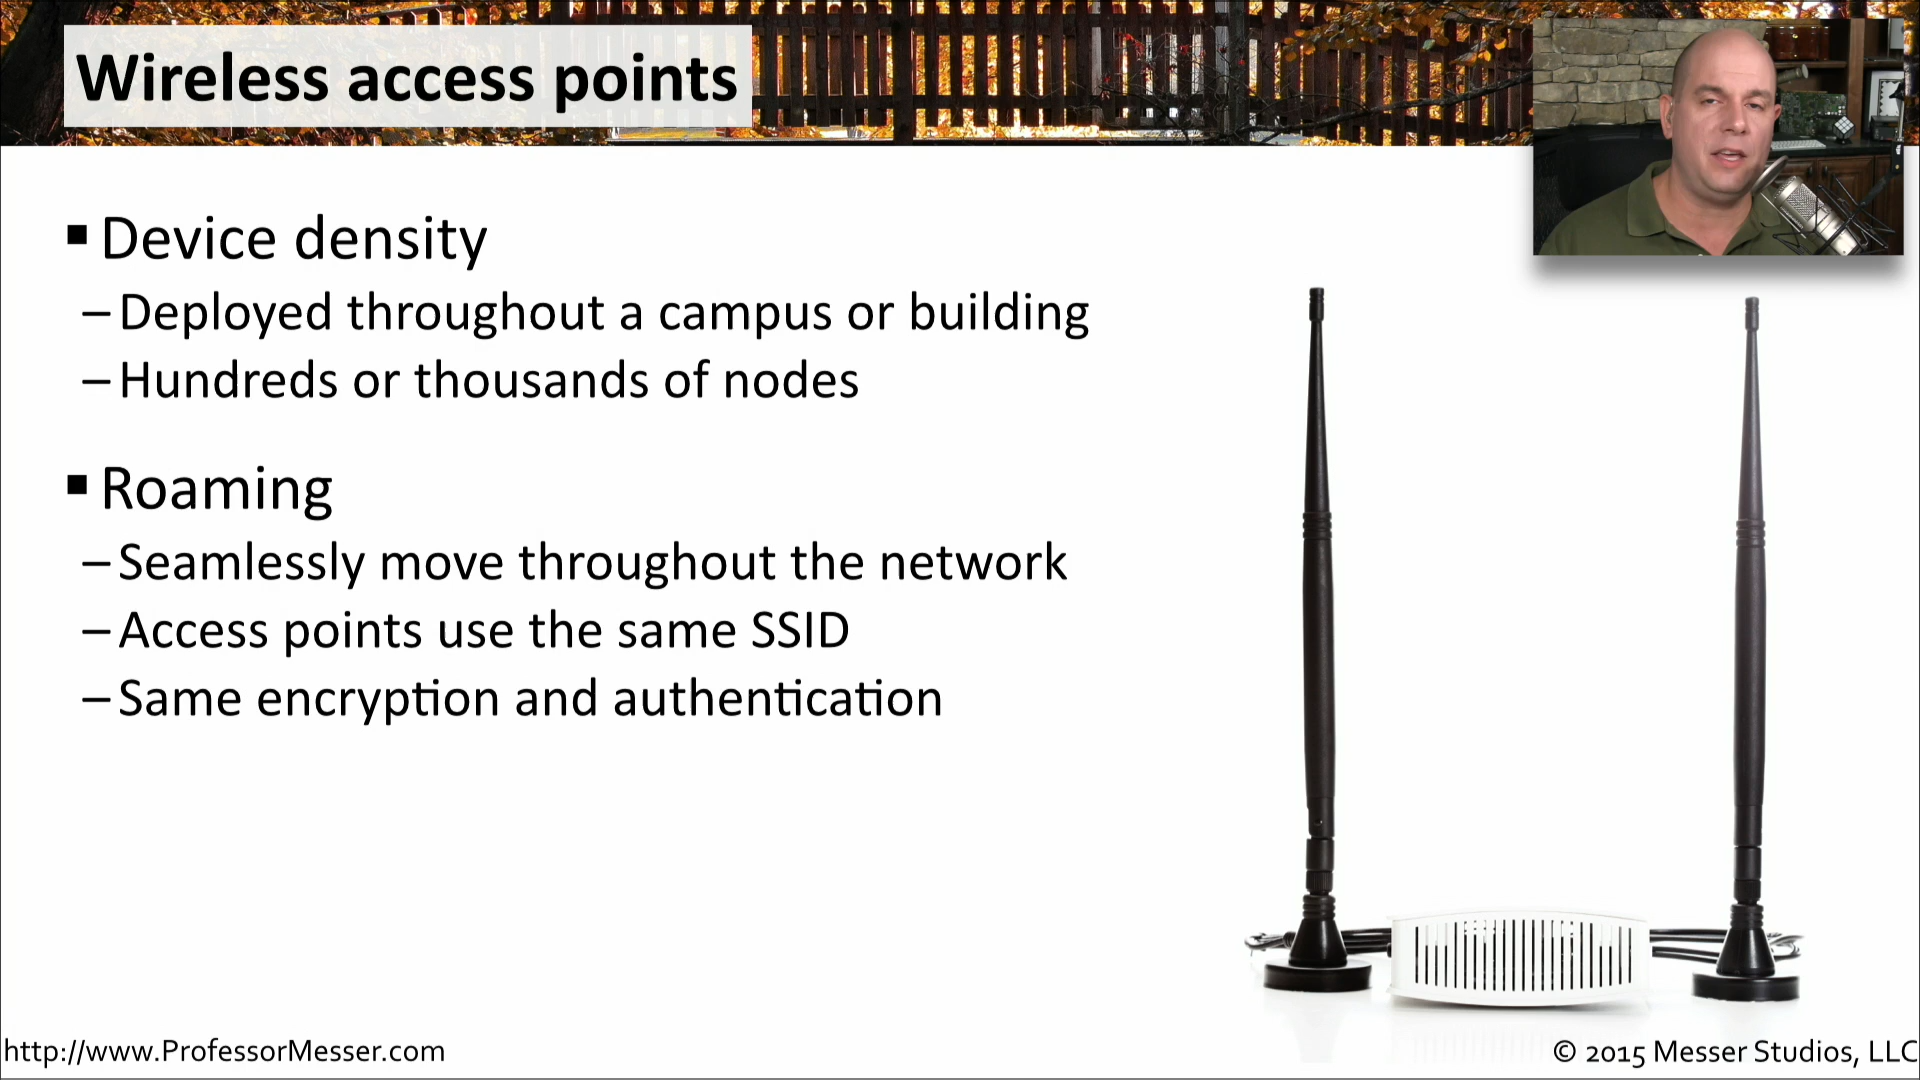 Wireless access points
▪ Device density
– Deployed throughout a campus or building
– Hundreds or thousands of nodes
▪ Roaming
– Seamlessly move throughout the network
– Access points use the same SSID
– Same encryption and authentication
http://www.ProfessorMesser.com
© 2015 Messer Studios, LLC